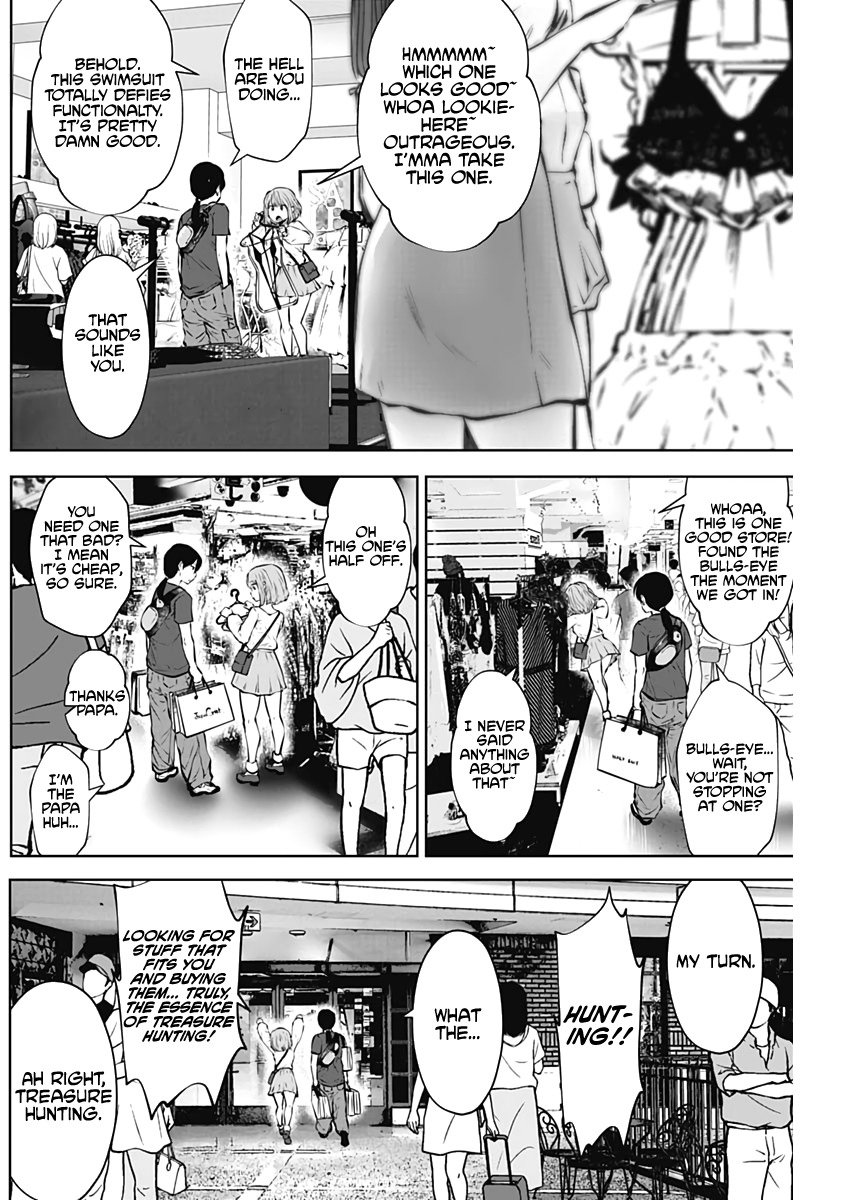 HMMMMM~
WHICH ONE
LOOKS GOOD~
WHOA LOOKIE-
HERE~
OUTRAGEOUS.
I'MMA TAKE
THIS ONE.
THE HELL
ARE YOU
DOING...
BEHOLD.
THIS SWIMSUIT
TOTALLY DEFIES
FUNCTIONALTY.
IT'S PRETTY
DAMN GOOD.
THAT
SOUNDS
LIKE
YOU.
WHOAA,
THIS IS ONE
GOOD STORE!
FOUND THE
BULLS-EYE
THE MOMENT
WE GOT IN!
BULLS-EYE...
WAIT,
YOU'RE NOT
STOPPING
AT ONE?
I NEVER
SAID
ANYTHING
ABOUT
THAT~
HALF
OH
THIS ONE'S
HALF OFF.
YOU
NEED ONE
THAT BAD?
I MEAN
IT'S CHEAP,
SO SURE.
THANKS
PAPA.
I'M
THE
PAPA
HUH...
MY TURN.
HUNT-
ING!!
WHAT
THE...
LOOKING FOR
STUFF THAT
FITS YOU
AND BUYING
THEM... TRULY,
THE ESSENCE
OF TREASURE
HUNTING!
AH RIGHT,
TREASURE
HUNTING.